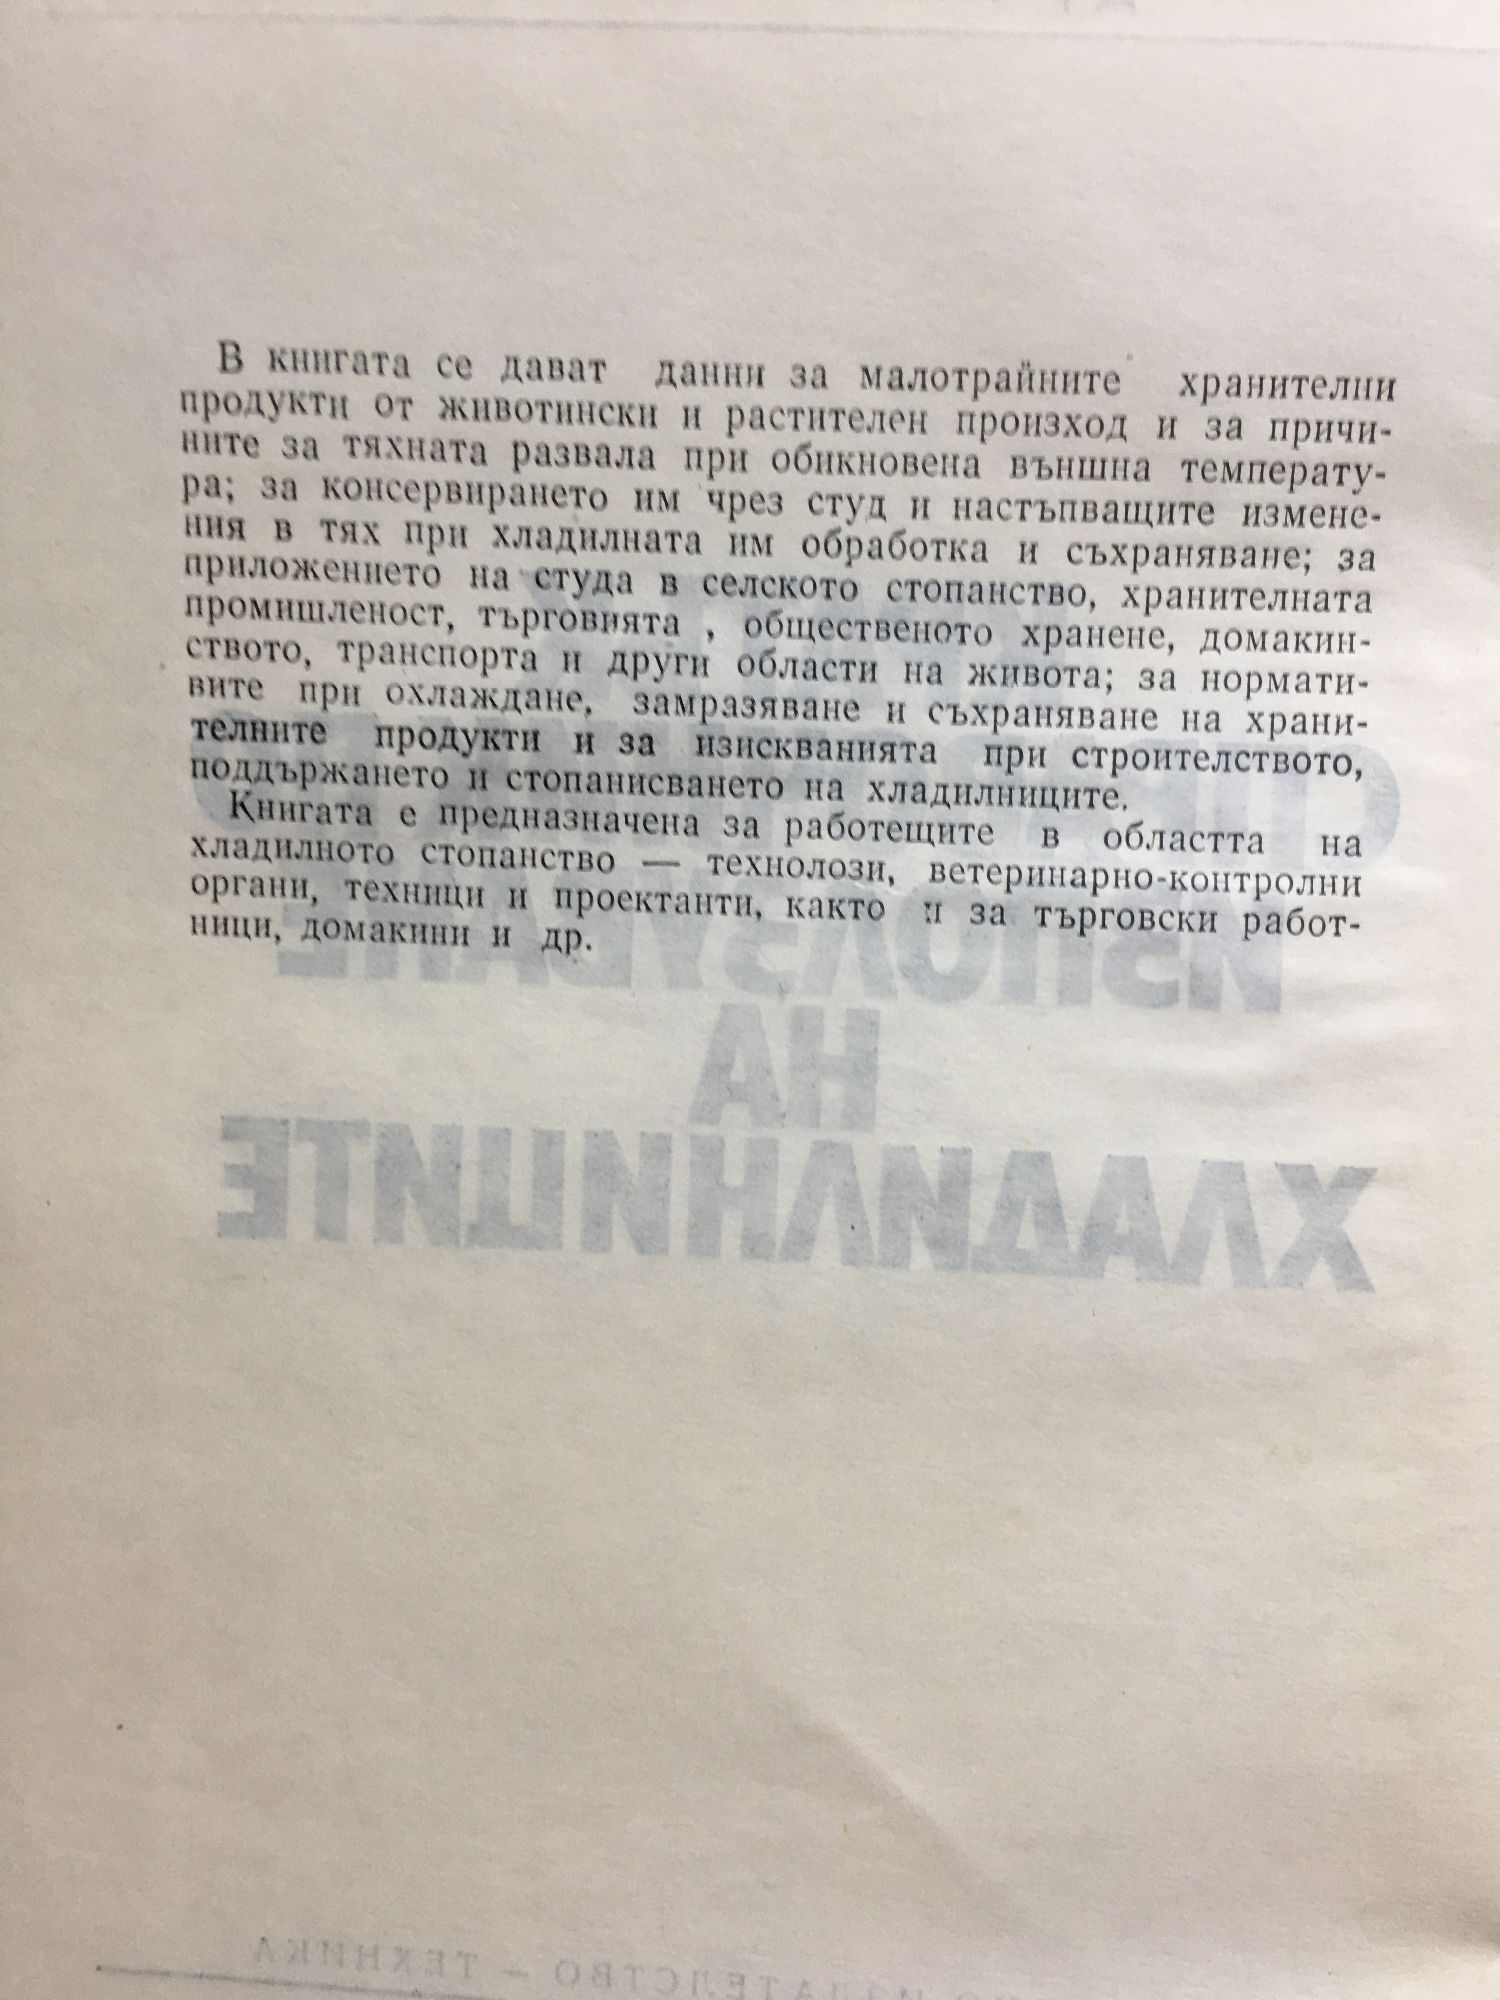 В книгата се дават данни за малотрайните хранителни
продукти от животински и растителен произход и за причи-
ните за тяхната развала при обикновена външна температу-
ра; за консервирането им чрез студ и настъпващите измене-
ния в тях при хладилната им обработка и съхраняване; за
приложението на студа в селското стопанство, хранителната
промишленост, търговията , общественото хранене, домакин-
ството, транспорта и други области на живота; за нормати-
вите при охлаждане, замразяване и съхраняване на храни-
телните продукти и за изискванията при строителството,
поддържането и стопанисването на хладилниците.
Книгата е предназначена за работещите в областта на
хладилното стопанство — технолози, ветеринарно-контролни
органи, техници и проектанти, както и за търговски работ-
ници, домакини и др.
НА
ХЛАДИЛНИЦИТЕ
ИЗДАТЕЛСТВО – ТЕХНИКА